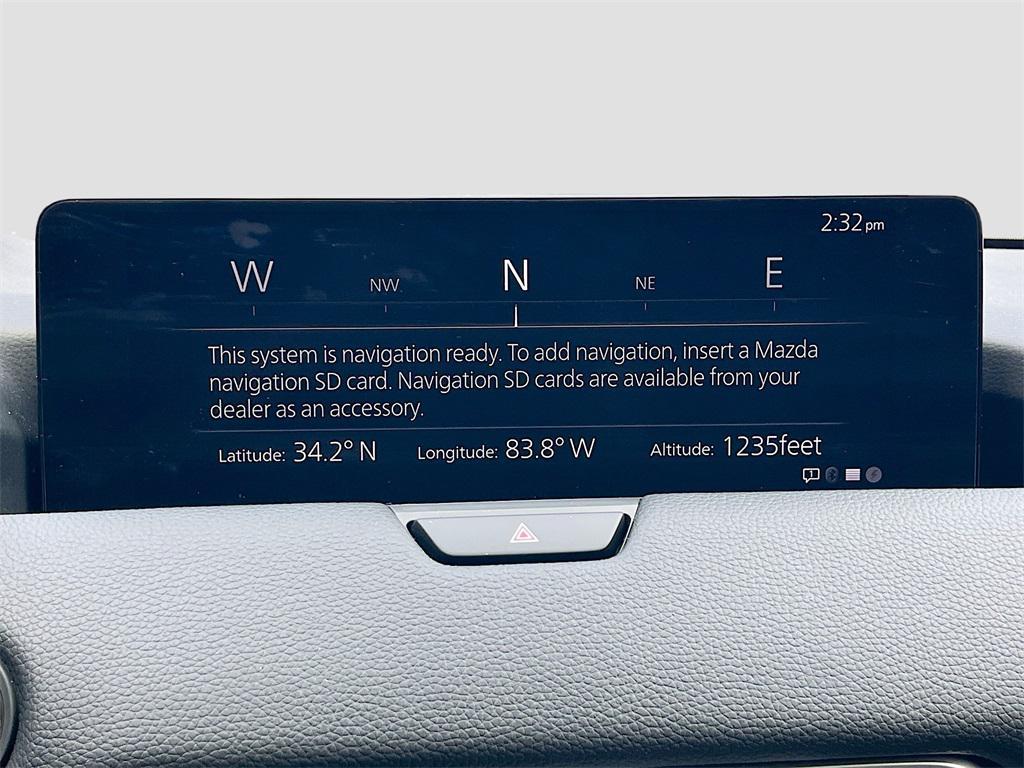 2:32pm
W NW N NE E
This system is navigation ready. To add navigation, insert a Mazda
navigation SD card. Navigation SD cards are available from your
dealer as an accessory.
Latitude: 34.2° N Longitude: 83.8° W Altitude: 1235feet
1